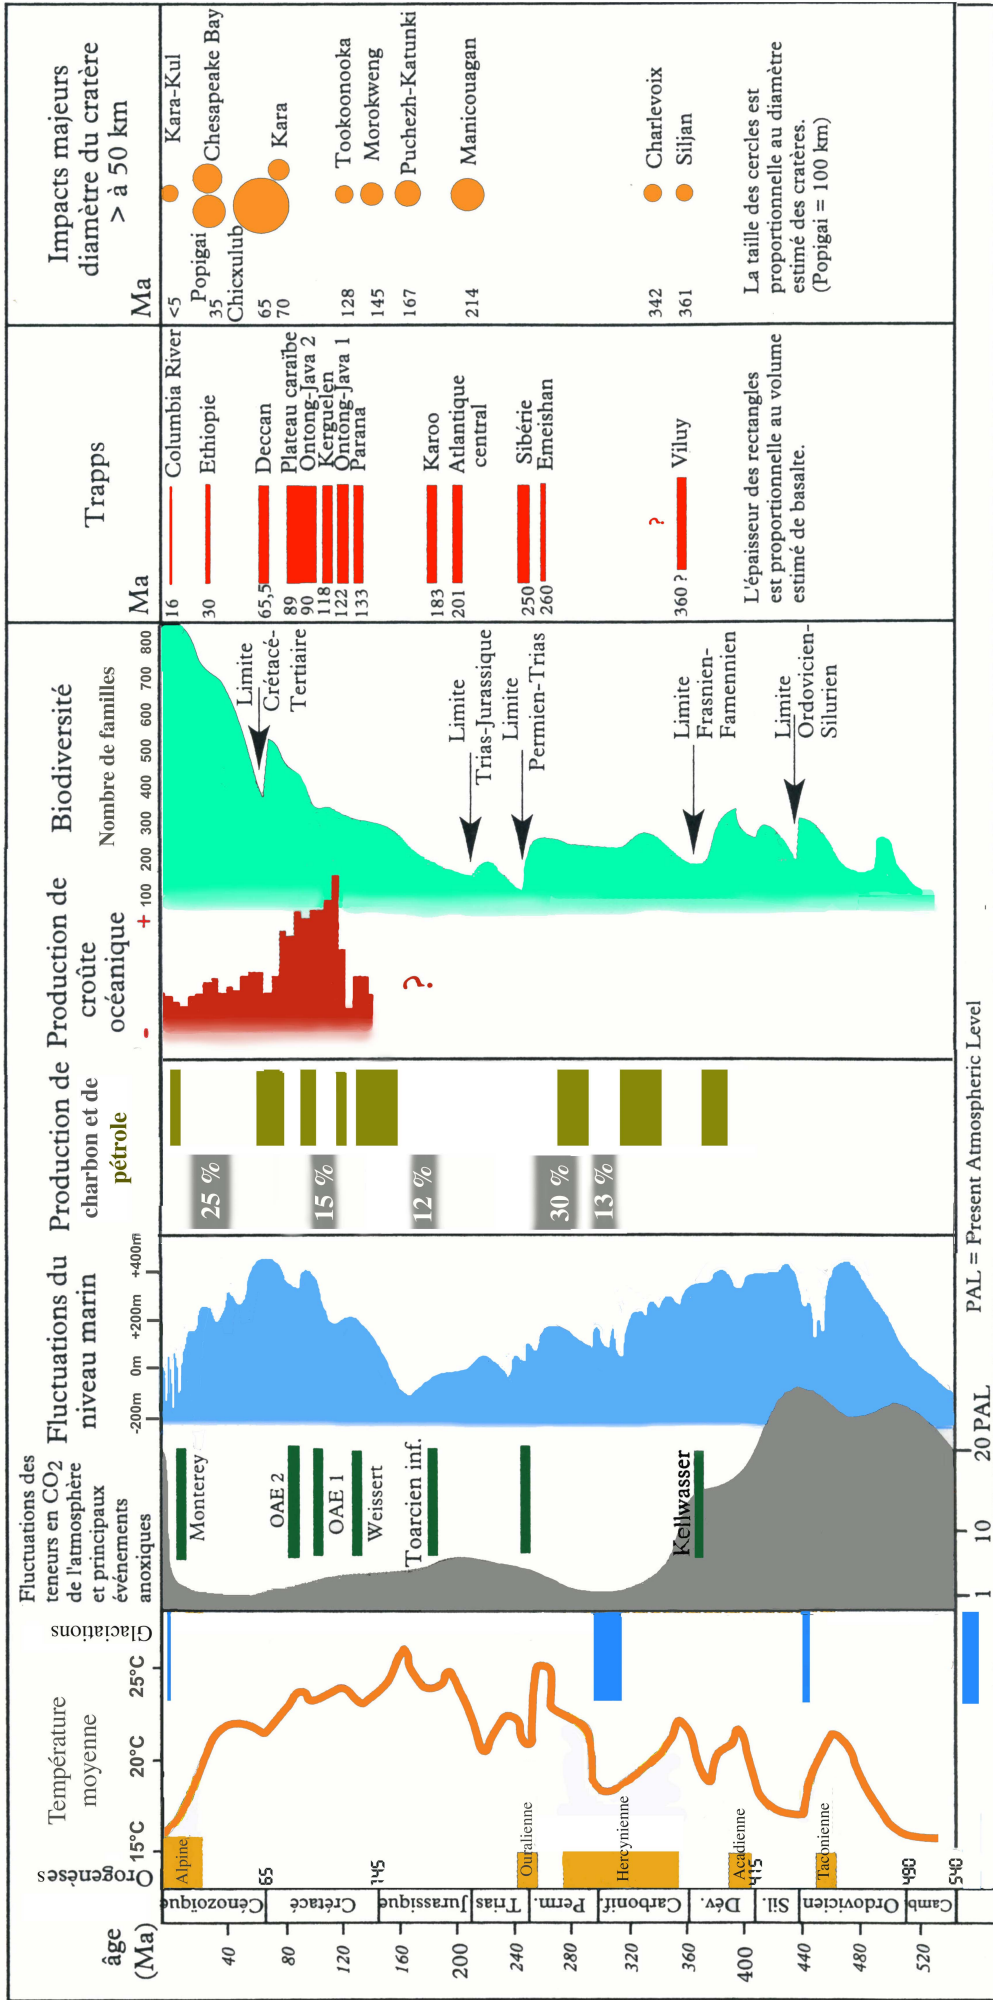 Impacts majeurs
diamètre du cratère
> à 50 km
Ma
Kara-Kul
<5
Chesapeake Bay
Popigai
35
Chicxulub
65
Kara
70
Tookoonooka
128
Morokweng
145
Puchezh-Katunki
167
Manicouagan
214
Charlevoix
342
Siljan
361
La taille des cercles est
proportionnelle au diamètre
estimé des cratères.
(Popigai = 100 km)
Trapps
Ma
Columbia River
16
Ethiopie
30
Deccan
65,5
Plateau caraïbe
89
Ontong-Java 2
90
Kerguelen
118
Ontong-Java 1
122
Parana
133
Karoo
183
Atlantique
central
201
Sibérie
250
Emeishan
260
?
Viluy
360 ?
L'épaisseur des rectangles
est proportionnelle au volume
estimé de basalte.
Biodiversité
Nombre de familles
100 200 300 400 500 600 700 800
Limite
Crétacé-
Tertiaire
Limite
Trias-Jurassique
Limite
Permien-Trias
Limite
Frasnien-
Famennien
Limite
Ordovicien-
Silurien
Production de
croûte
océanique
- +
?
Production de
charbon et de
pétrole
25 %
15 %
12 %
30 %
13 %
Fluctuations du
niveau marin
-200m 0m +200m +400m
Fluctuations des
teneurs en CO2
de l'atmosphère
et principaux
événements
anoxiques
Monterey
OAE 2
OAE 1
Weissert
Toarcien inf.
Kellwasser
1 10 20 PAL
PAL = Present Atmospheric Level
Glaciations
Température
moyenne
15°C 20°C 25°C
Orogenèses
Alpine
Ouralienne
Hercynienne
Acadienne
Taconienne
65
145
415
490
540
Cénozoïque
Crétacé
Jurassique
Trias
Perm.
Carbonif.
Dév.
Sil.
Ordovicien
Camb.
âge
(Ma)
40
80
120
160
200
240
280
320
360
400
440
480
520